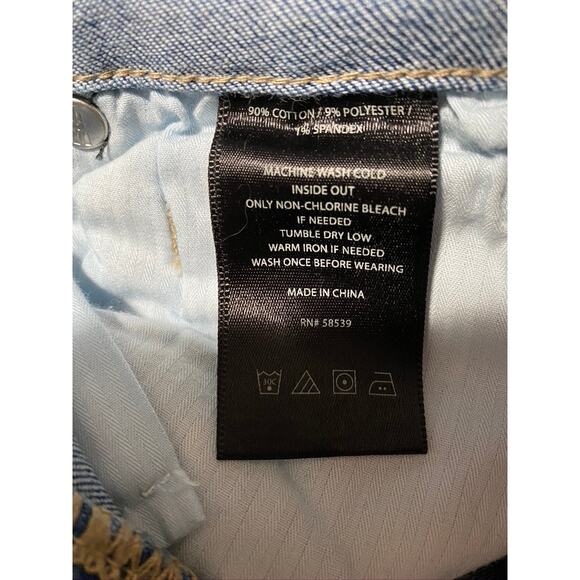 90% COTTON / 9% POLYESTER /
1% SPANDEX
MACHINE WASH COLD
INSIDE OUT
ONLY NON-CHLORINE BLEACH
IF NEEDED
TUMBLE DRY LOW
WARM IRON IF NEEDED
WASH ONCE BEFORE WEARING
MADE IN CHINA
RN# 58539
30C